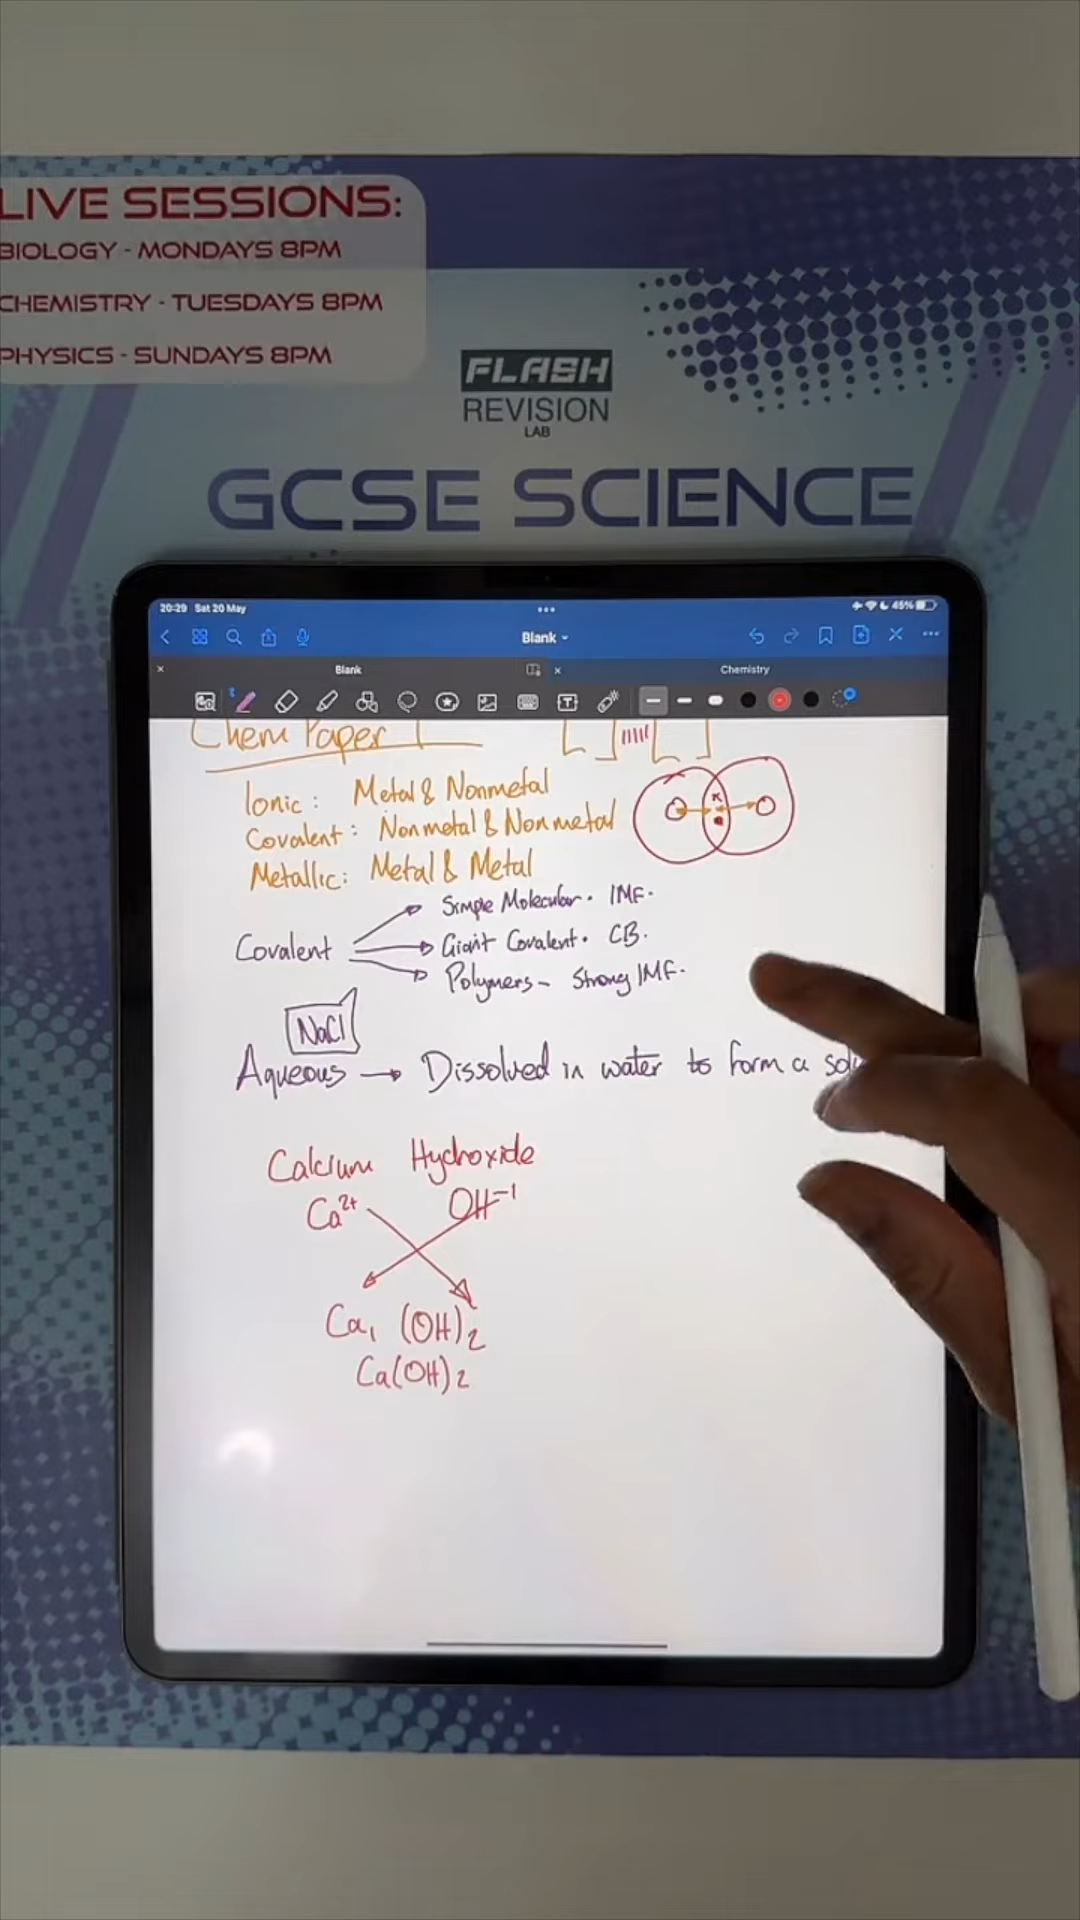 LIVE SESSIONS:
BIOLOGY - MONDAYS 8PM
CHEMISTRY - TUESDAYS 8PM
PHYSICS - SUNDAYS 8PM
FLASH
REVISION
LAB
GCSE SCIENCE
20:29 Sat 20 May
45%
Blank
Blank
Chemistry
Chem Paper 1
Ionic: Metal & Nonmetal
Covalent: Nonmetal & Nonmetal
Metallic: Metal & Metal
Simple Molecular. IMF.
Covalent
Giant Covalent. CB.
Polymers - Strong IMF.
NaCl
Aqueous → Dissolved in water to form a solu
Calcium Hydroxide
Ca²⁺ OH⁻¹
Ca₁ (OH)₂
Ca(OH)₂